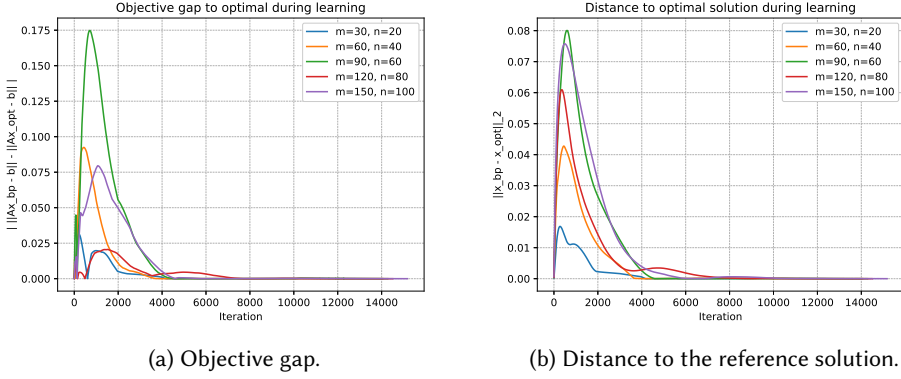 Objective gap to optimal during learning
| ||Ax_bp - b|| - ||Ax_opt - b|| |
0.175
0.150
0.125
0.100
0.075
0.050
0.025
0.000
m=30, n=20
m=60, n=40
m=90, n=60
m=120, n=80
m=150, n=100
0 2000 4000 6000 8000 10000 12000 14000
Iteration
(a) Objective gap.
Distance to optimal solution during learning
||x_bp - x_opt||_2
0.08
0.07
0.06
0.05
0.04
0.03
0.02
0.01
0.00
m=30, n=20
m=60, n=40
m=90, n=60
m=120, n=80
m=150, n=100
0 2000 4000 6000 8000 10000 12000 14000
Iteration
(b) Distance to the reference solution.